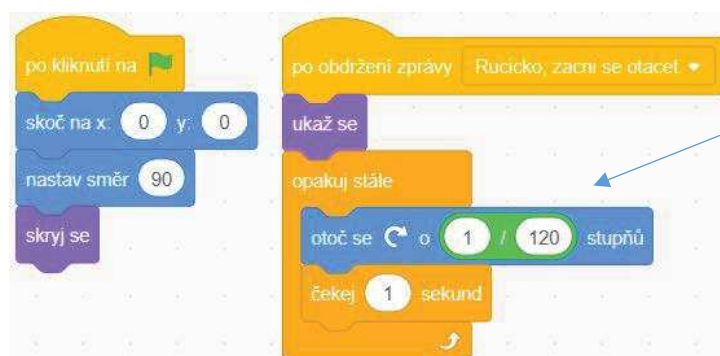 po kliknutí na
skoč na x: 0 y: 0
nastav směr 90
skryj se
po obdržení zprávy Rucicko, zacni se otacet
ukaž se
opakuj stále
otoč se o 1 / 120 stupňů
čekej 1 sekund